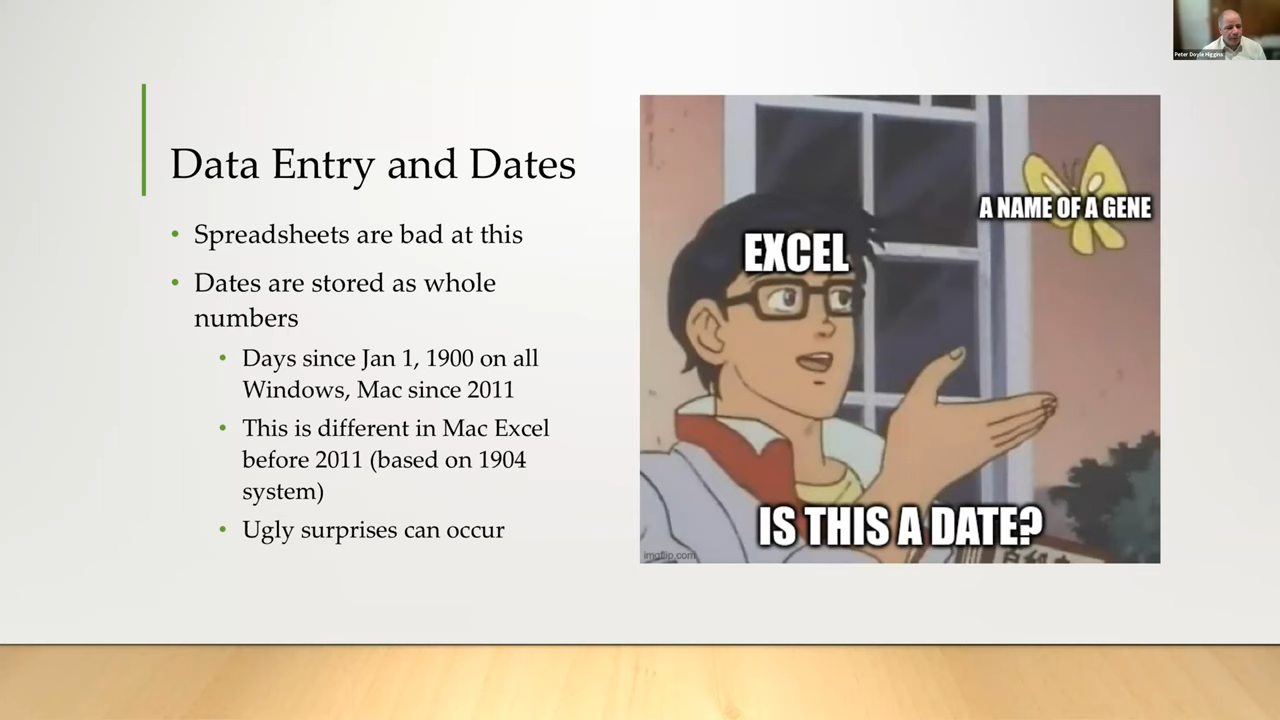 Peter Doyle Higgins
Data Entry and Dates
• Spreadsheets are bad at this
• Dates are stored as whole
numbers
• Days since Jan 1, 1900 on all
Windows, Mac since 2011
• This is different in Mac Excel
before 2011 (based on 1904
system)
• Ugly surprises can occur
A NAME OF A GENE
EXCEL
IS THIS A DATE?
imgflip.com